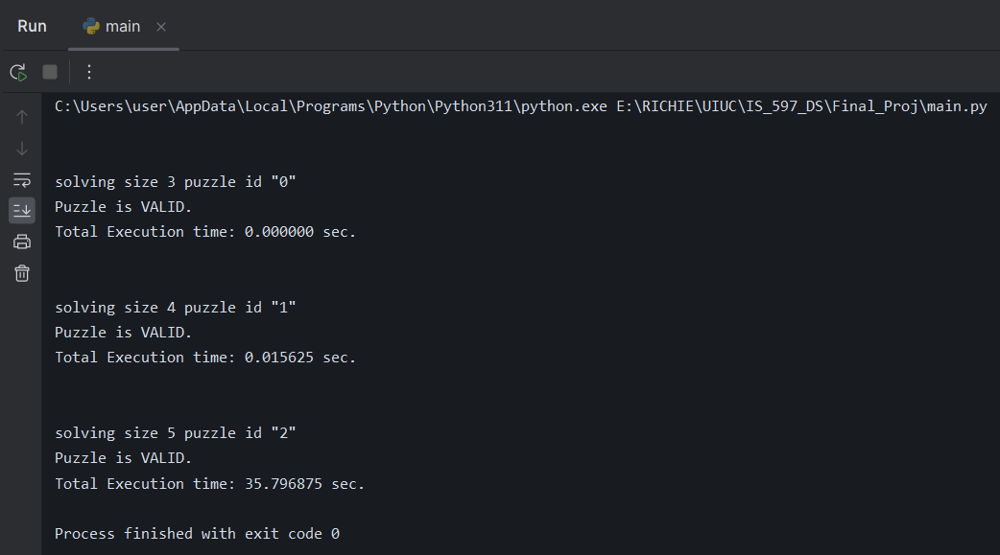 Run main
C:\Users\user\AppData\Local\Programs\Python\Python311\python.exe E:\RICHIE\UIUC\IS_597_DS\Final_Proj\main.py
solving size 3 puzzle id "0"
Puzzle is VALID.
Total Execution time: 0.000000 sec.
solving size 4 puzzle id "1"
Puzzle is VALID.
Total Execution time: 0.015625 sec.
solving size 5 puzzle id "2"
Puzzle is VALID.
Total Execution time: 35.796875 sec.
Process finished with exit code 0